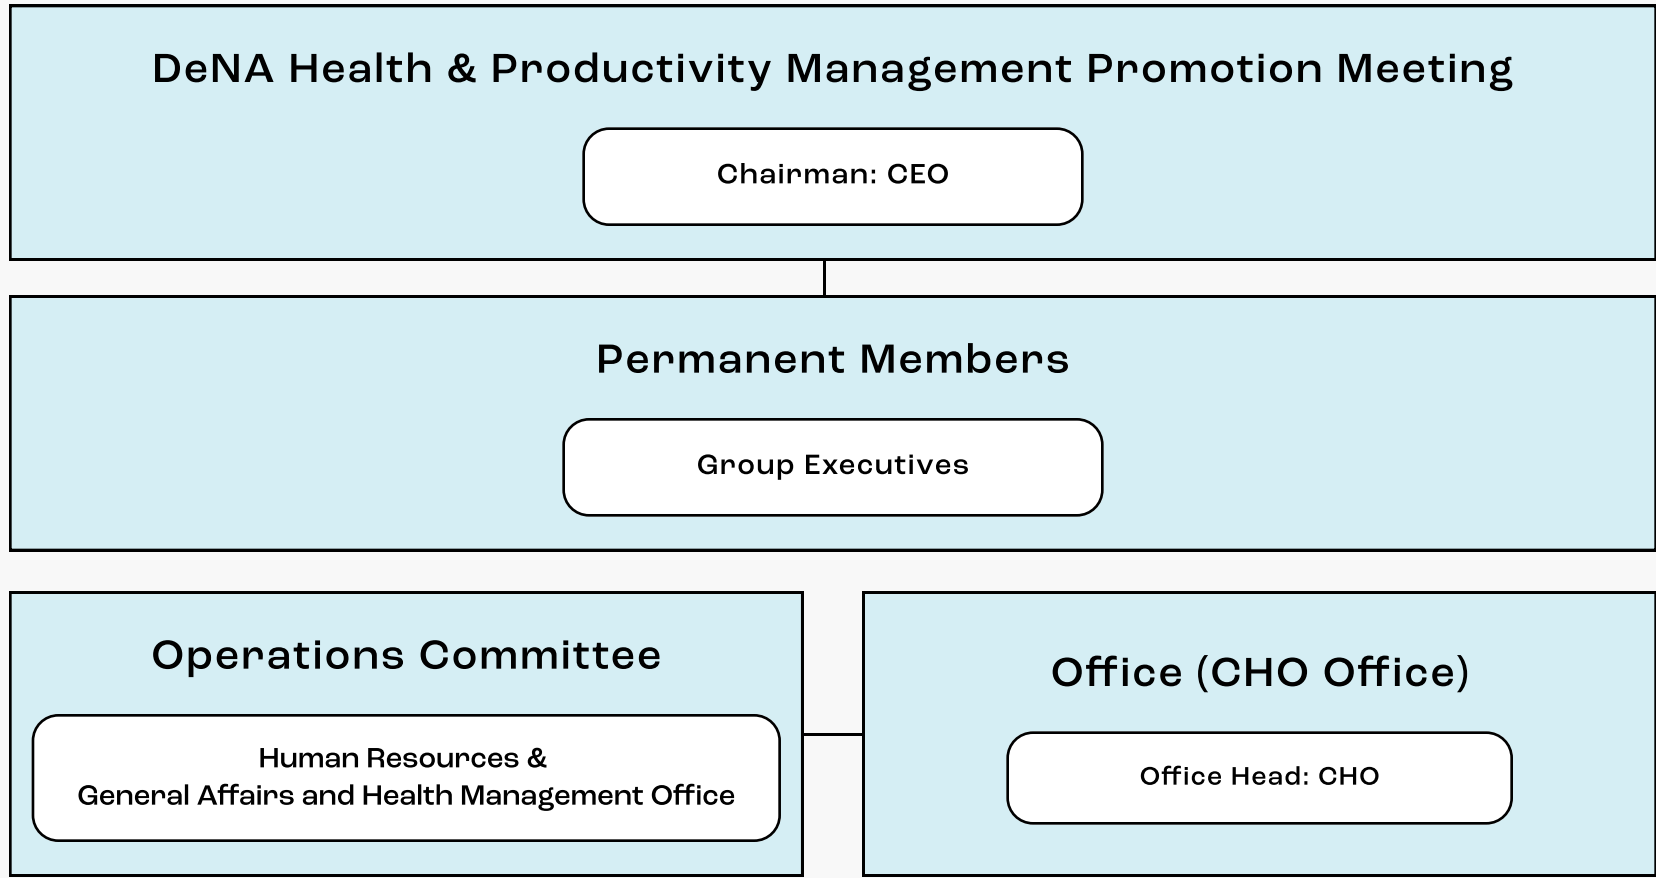 DeNA Health & Productivity Management Promotion Meeting
Chairman: CEO
Permanent Members
Group Executives
Operations Committee
Human Resources &
General Affairs and Health Management Office
Office (CHO Office)
Office Head: CHO